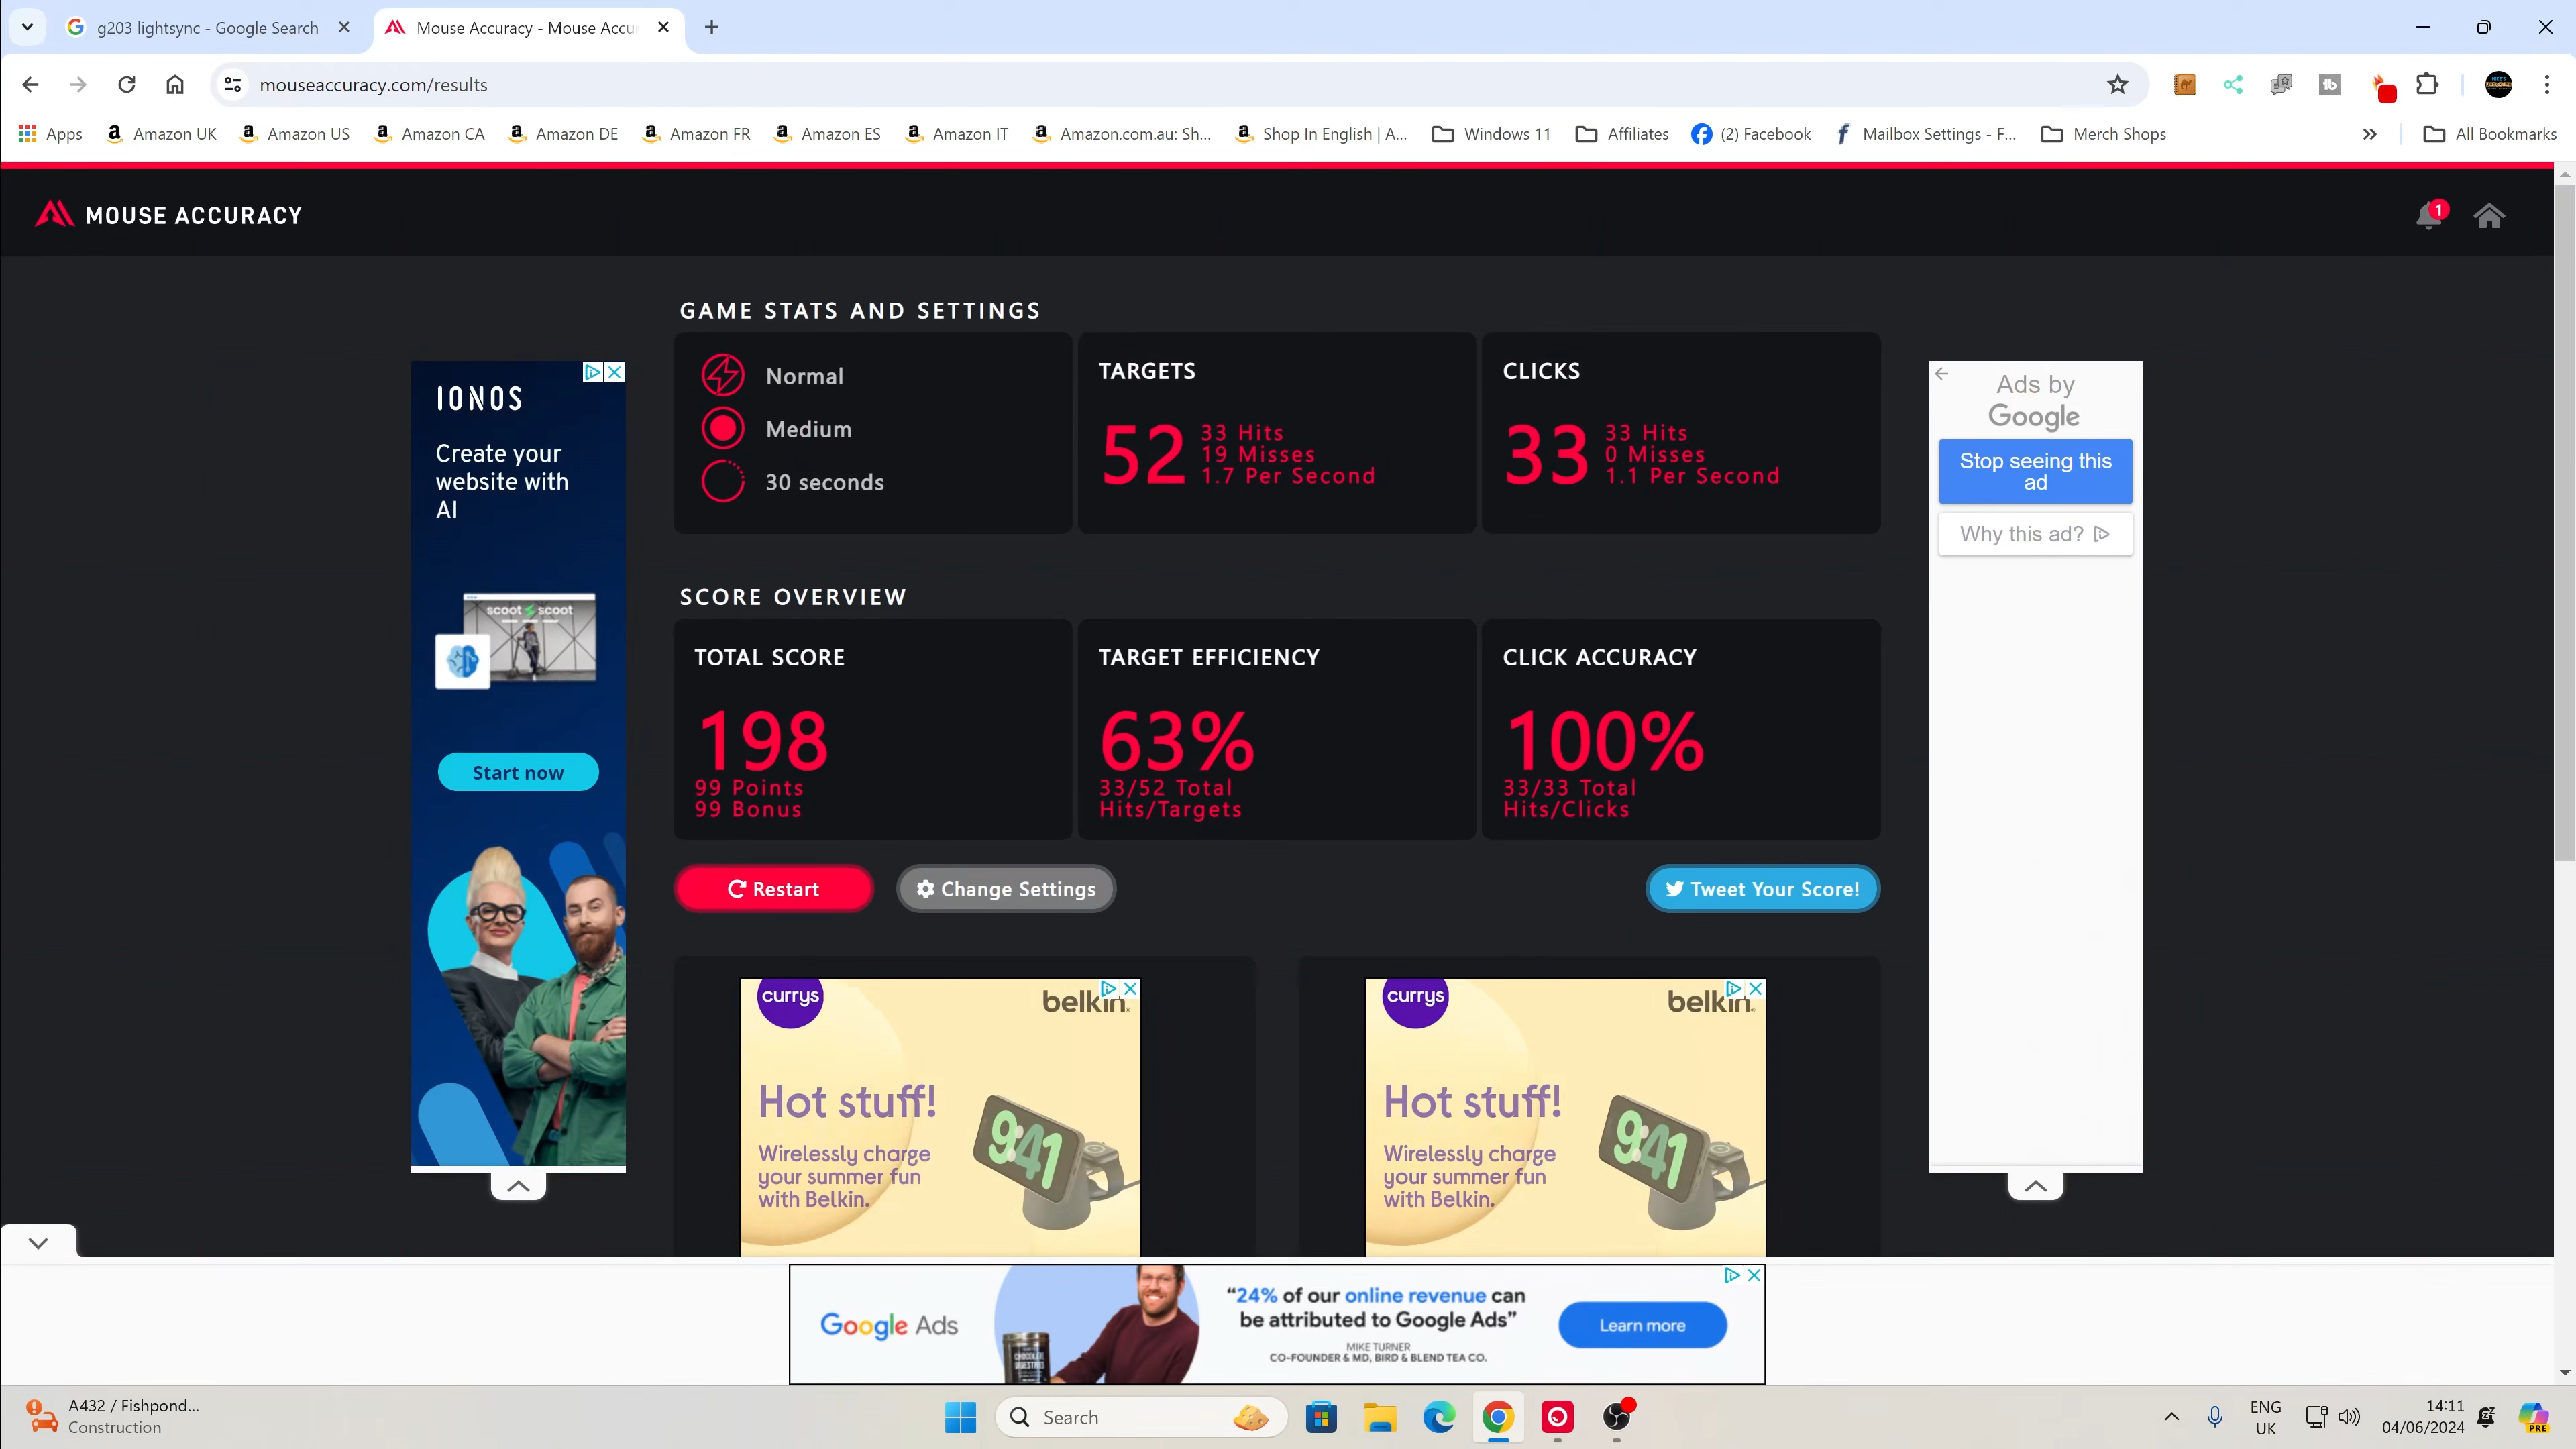 g203 lightsync - Google Search
Mouse Accuracy - Mouse Accur
mouseaccuracy.com/results
Apps
Amazon UK
Amazon US
Amazon CA
Amazon DE
Amazon FR
Amazon ES
Amazon IT
Amazon.com.au: Sh...
Shop In English | A...
Windows 11
Affiliates
(2) Facebook
Mailbox Settings - F...
Merch Shops
All Bookmarks
MOUSE ACCURACY
1
GAME STATS AND SETTINGS
Normal
Medium
30 seconds
TARGETS
52
33 Hits
19 Misses
1.7 Per Second
CLICKS
33
33 Hits
0 Misses
1.1 Per Second
SCORE OVERVIEW
TOTAL SCORE
198
99 Points
99 Bonus
TARGET EFFICIENCY
63%
33/52 Total
Hits/Targets
CLICK ACCURACY
100%
33/33 Total
Hits/Clicks
Restart
Change Settings
Tweet Your Score!
IONOS
Create your
website with
AI
scoot scoot
Start now
Ads by
Google
Stop seeing this
ad
Why this ad?
currys
belkin
Hot stuff!
9:41
Wirelessly charge
your summer fun
with Belkin.
currys
belkin
Hot stuff!
9:41
Wirelessly charge
your summer fun
with Belkin.
Google Ads
CHOCOLATE
DIGESTIVES
“24% of our online revenue can
be attributed to Google Ads”
MIKE TURNER
CO-FOUNDER & MD, BIRD & BLEND TEA CO.
Learn more
A432 / Fishpond...
Construction
Search
ENG
UK
14:11
04/06/2024
PRE